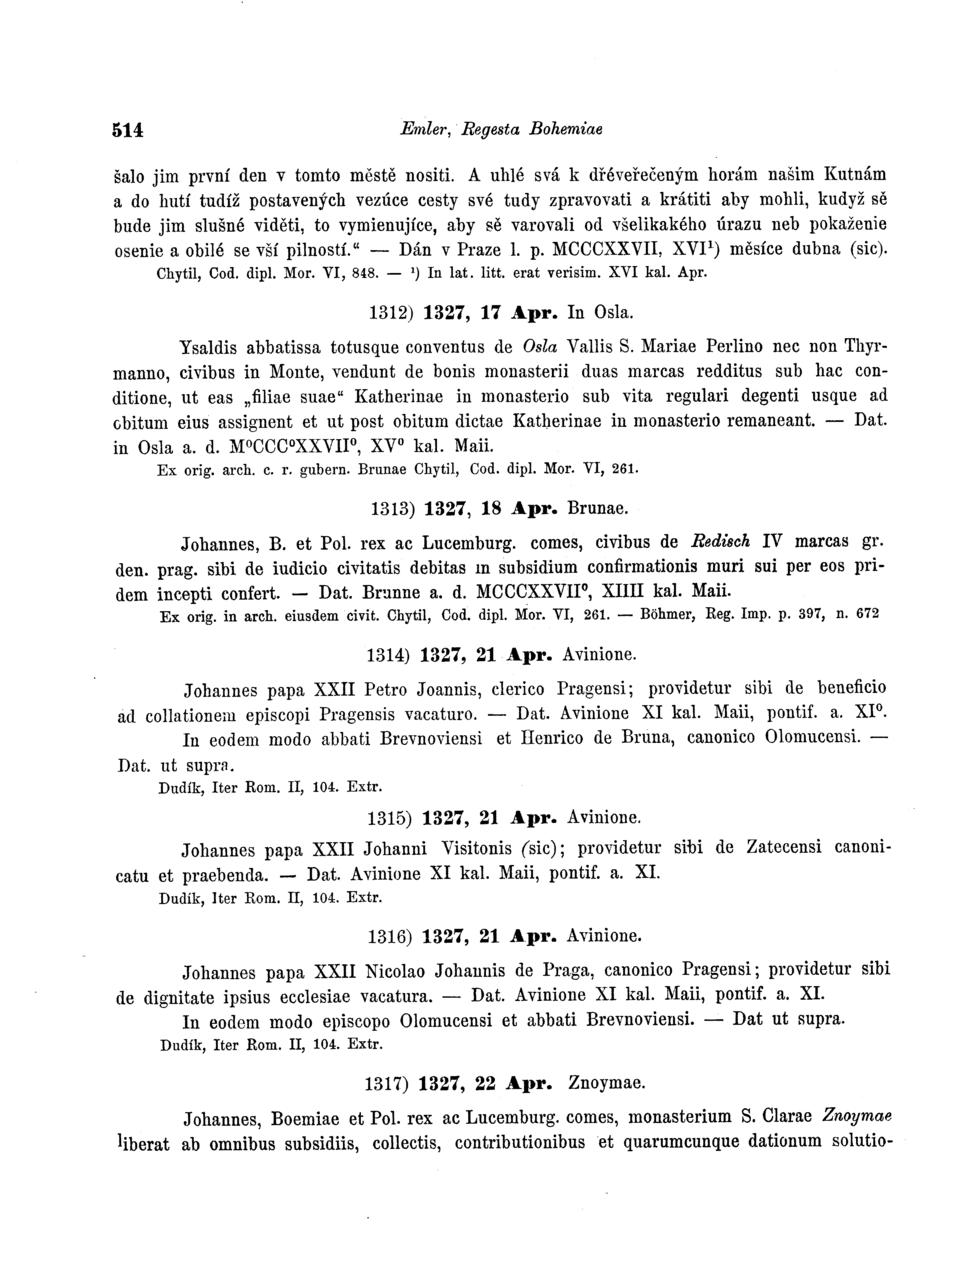 514 Emler, Regesta Bohemiae
šalo jim první den v tomto městě nositi. A uhlé svá k dřéveřečeným horám našim Kutnám
a do hutí tudíž postavených vezúce cesty své tudy zpravovati a krátiti aby mohli, kudyž sě
bude jim slušné viděti, to vymienujíce, aby sě varovali od všelikakého úrazu neb pokaženie
osenie a obilé se vší pilností.“ — Dán v Praze l. p. MCCCXXVII, XVI¹) měsíce dubna (sic).
Chytil, Cod. dipl. Mor. VI, 848. — ¹) In lat. litt. erat verisim. XVI kal. Apr.
1312) 1327, 17 Apr. In Osla.
Ysaldis abbatissa totusque conventus de Osla Vallis S. Mariae Perlino nec non Thyr-
manno, civibus in Monte, vendunt de bonis monasterii duas marcas redditus sub hac con-
ditione, ut eas „filiae suae“ Katherinae in monasterio sub vita regulari degenti usque ad
obitum eius assignent et ut post obitum dictae Katherinae in monasterio remaneant. — Dat.
in Osla a. d. M⁰CCC⁰XXVII⁰, XV⁰ kal. Maii.
Ex orig. arch. c. r. gubern. Brunae Chytil, Cod. dipl. Mor. VI, 261.
1313) 1327, 18 Apr. Brunae.
Johannes, B. et Pol. rex ac Lucemburg. comes, civibus de Redisch IV marcas gr.
den. prag. sibi de iudicio civitatis debitas in subsidium confirmationis muri sui per eos pri-
dem incepti confert. — Dat. Brunne a. d. MCCCXXVII⁰, XIIII kal. Maii.
Ex orig. in arch. eiusdem civit. Chytil, Cod. dipl. Mor. VI, 261. — Böhmer, Reg. Imp. p. 397, n. 672
1314) 1327, 21 Apr. Avinione.
Johannes papa XXII Petro Joannis, clerico Pragensi; providetur sibi de beneficio
ad collationem episcopi Pragensis vacaturo. — Dat. Avinione XI kal. Maii, pontif. a. XI⁰.
In eodem modo abbati Brevnoviensi et Henrico de Bruna, canonico Olomucensi. —
Dat. ut supra.
Dudík, Iter Rom. II, 104. Extr.
1315) 1327, 21 Apr. Avinione.
Johannes papa XXII Johanni Visitonis (sic); providetur sibi de Zatecensi canoni-
catu et praebenda. — Dat. Avinione XI kal. Maii, pontif. a. XI.
Dudík, Iter Rom. II, 104. Extr.
1316) 1327, 21 Apr. Avinione.
Johannes papa XXII Nicolao Johannis de Praga, canonico Pragensi; providetur sibi
de dignitate ipsius ecclesiae vacatura. — Dat. Avinione XI kal. Maii, pontif. a. XI.
In eodem modo episcopo Olomucensi et abbati Brevnoviensi. — Dat ut supra.
Dudík, Iter Rom. II, 104. Extr.
1317) 1327, 22 Apr. Znoymae.
Johannes, Boemiae et Pol. rex ac Lucemburg. comes, monasterium S. Clarae Znoymae
liberat ab omnibus subsidiis, collectis, contributionibus et quarumcunque dationum solutio-